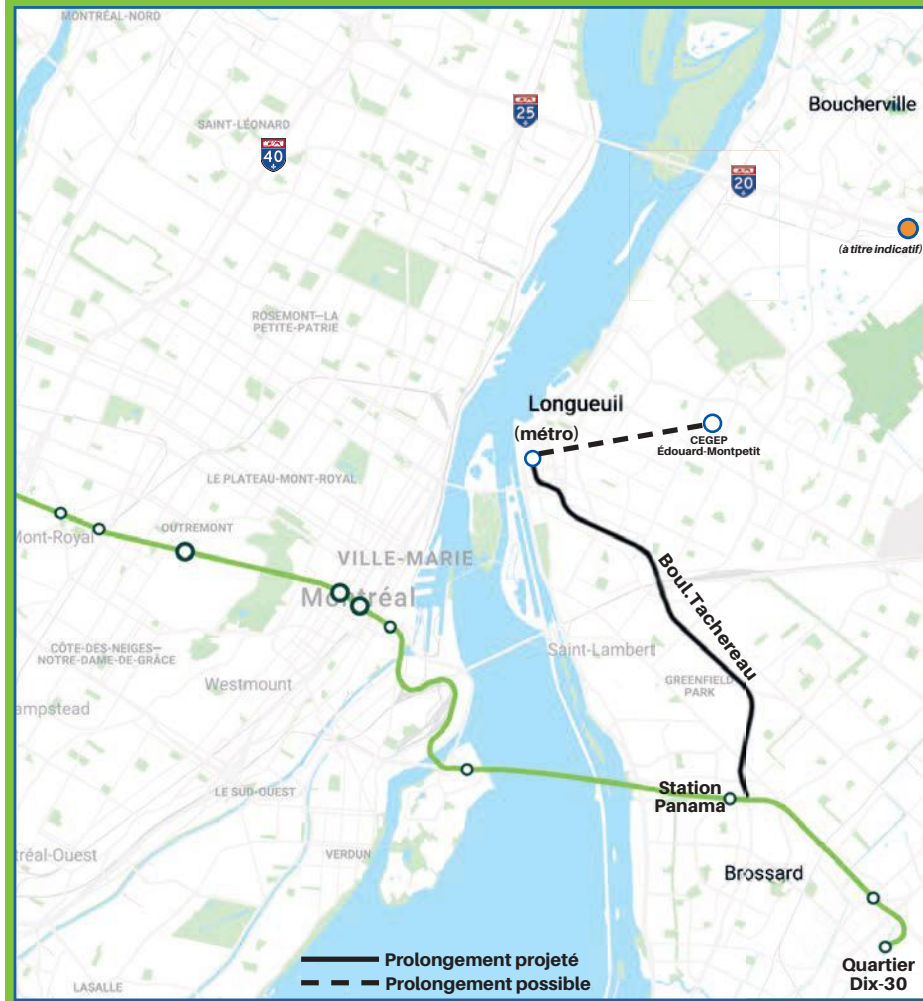 MONTRÉAL-NORD
Boucherville
25
SAINT-LÉONARD
40
20
(à titre indicatif)
ROSEMONT—LA
PETITE-PATRIE
Longueuil
(métro)
CEGEP
Édouard-Montpetit
LE PLATEAU-MONT-ROYAL
OUTREMONT
Mont-Royal
VILLE-MARIE
Montréal
Boul.Tachereau
CÔTE-DES-NEIGES—
NOTRE-DAME-DE-GRÂCE
Saint-Lambert
Westmount
GREENFIELD
PARK
ampstead
LE SUD-OUEST
Station
Panama
tréal-Ouest
VERDUN
Brossard
Prolongement projeté
Prolongement possible
Quartier
Dix-30
LASALLE